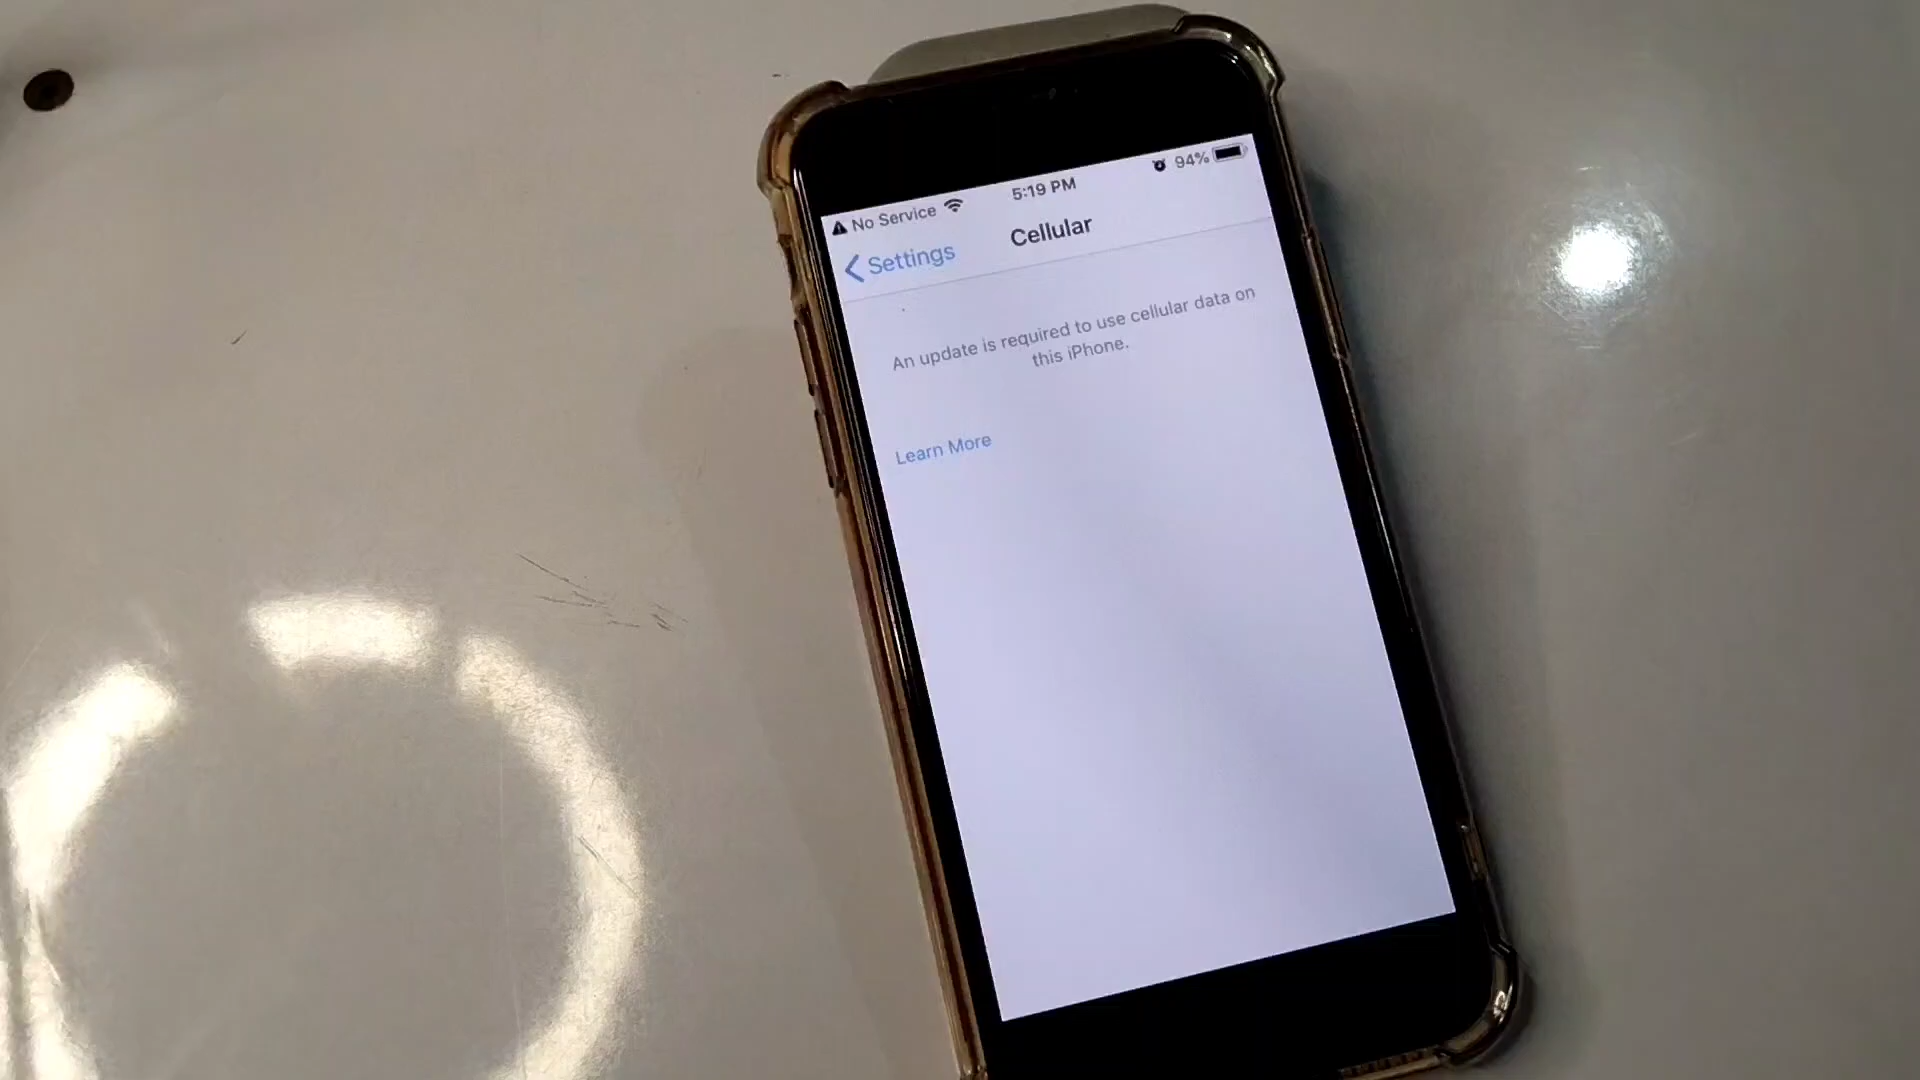 No Service 5:19 PM 94%
Settings Cellular
An update is required to use cellular data on
this iPhone.
Learn More